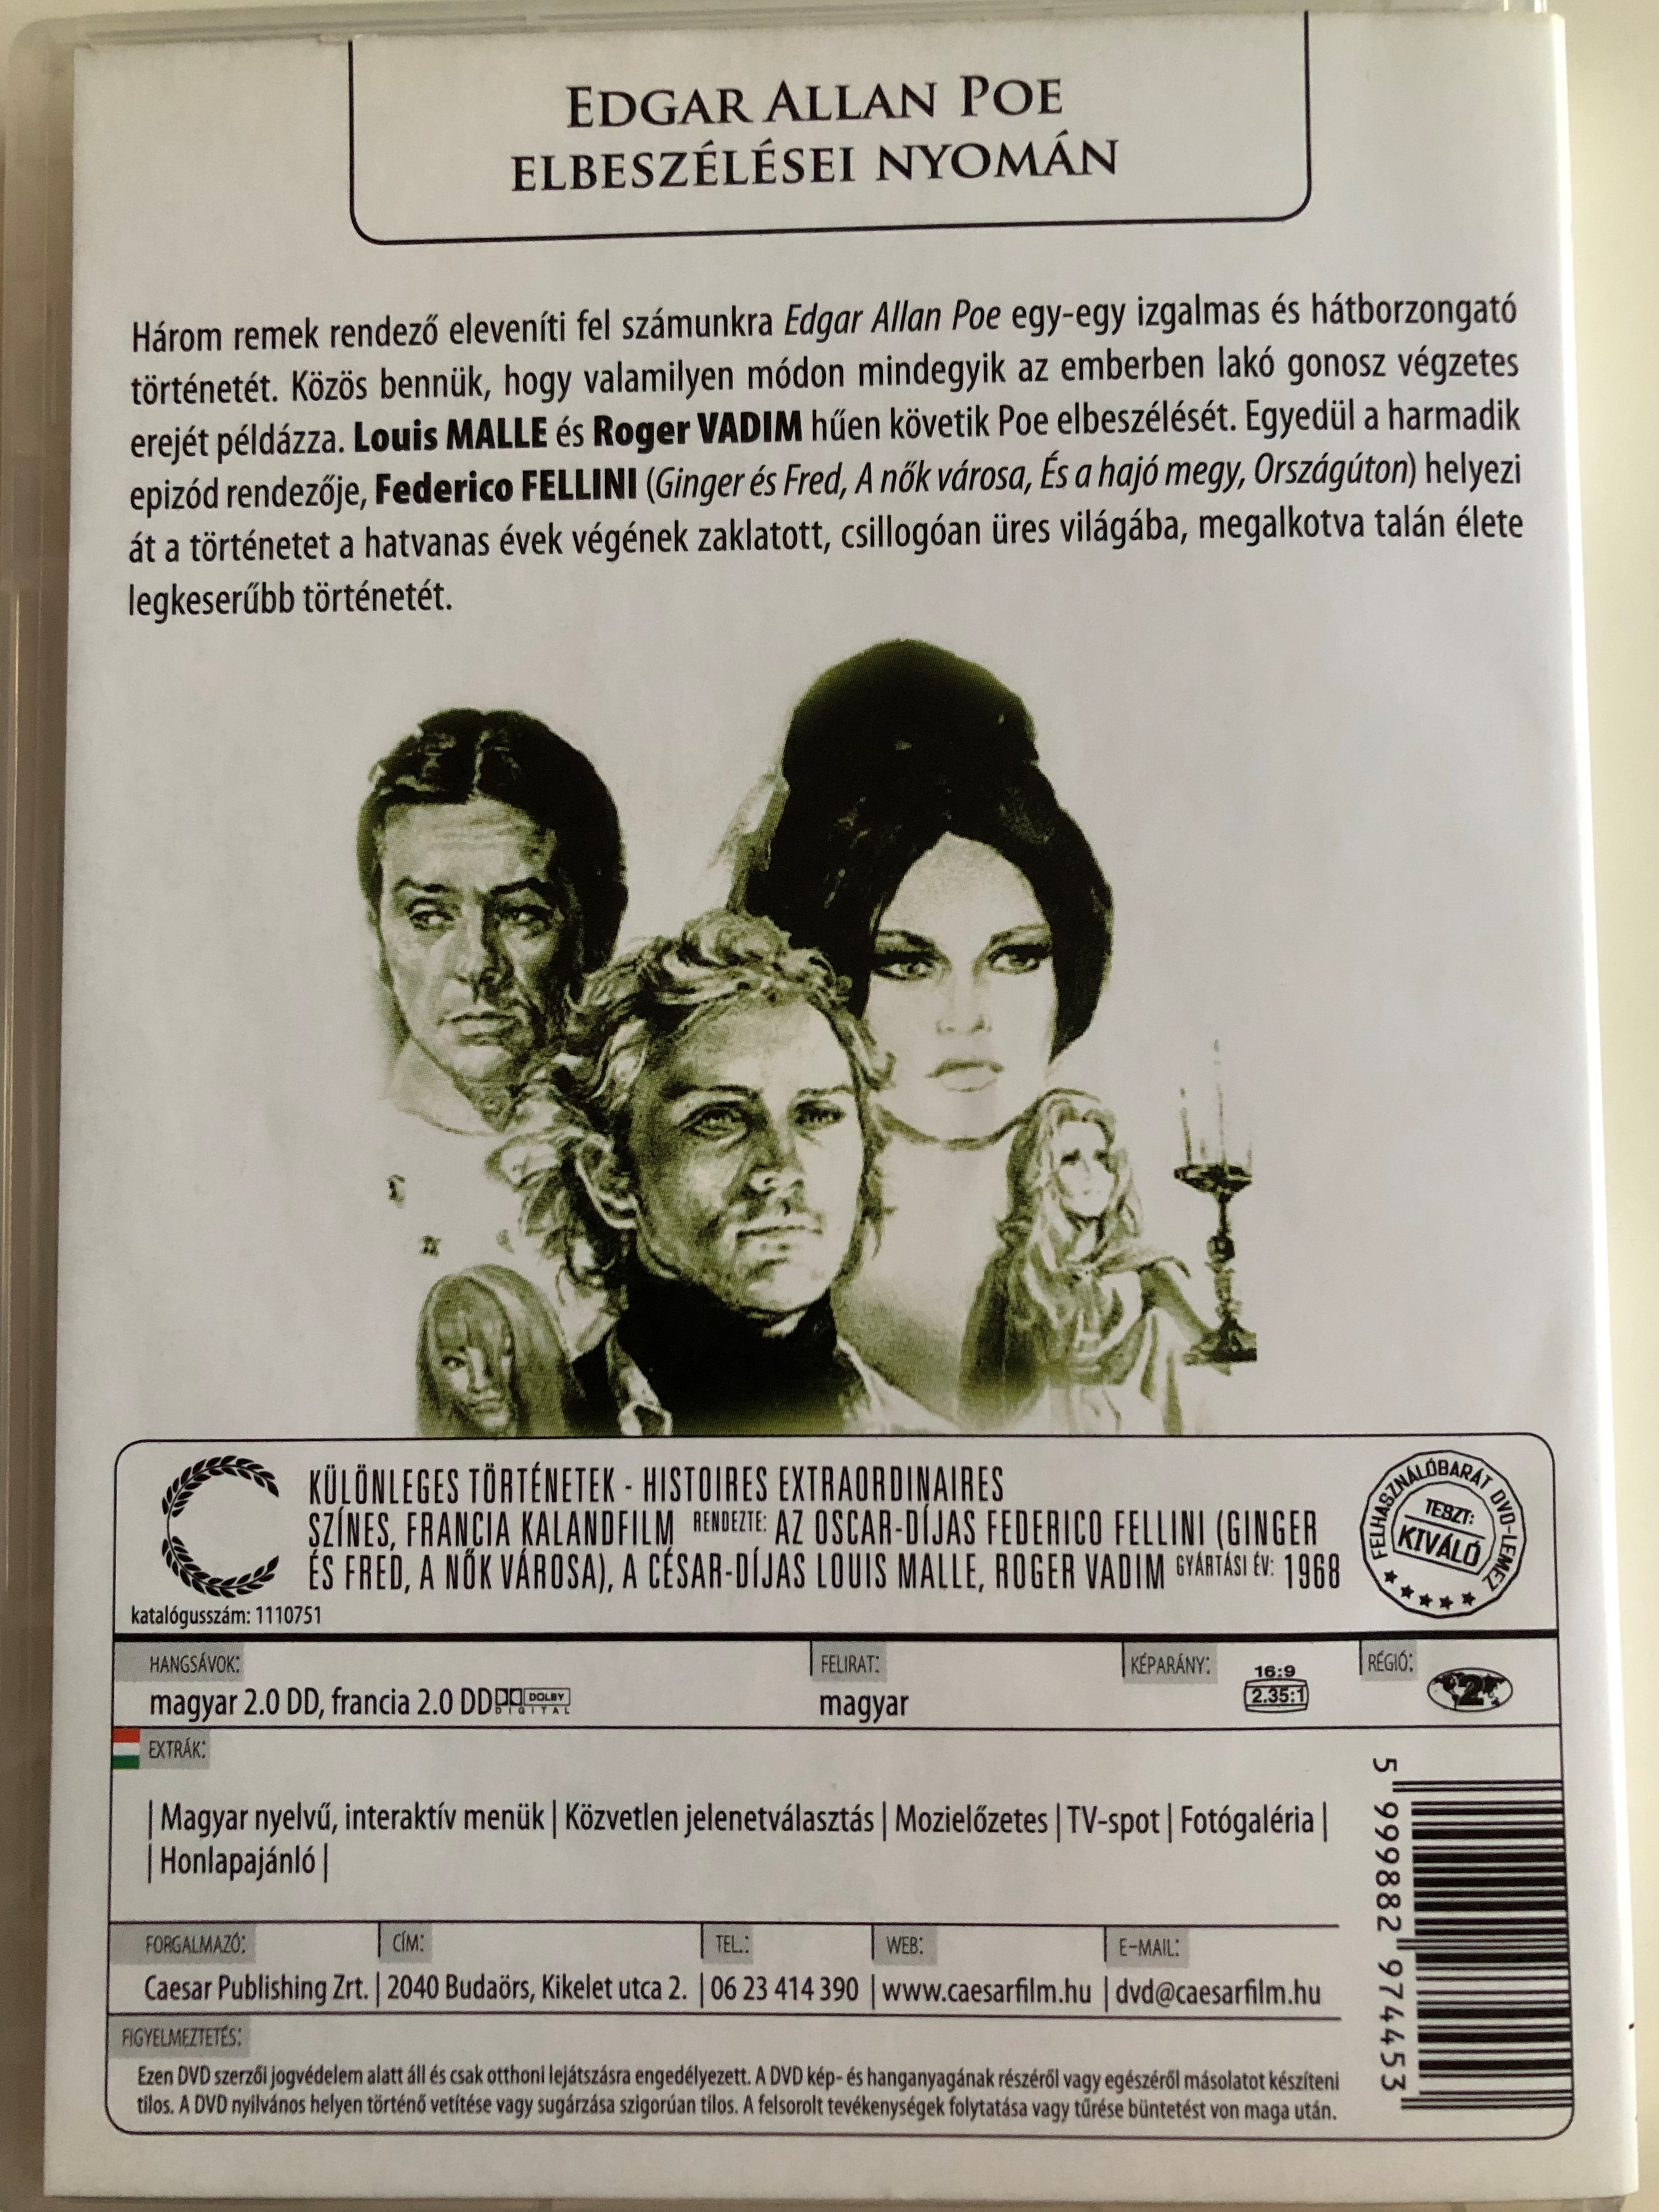 EDGAR ALLAN POE
ELBESZÉLÉSEI NYOMÁN
Három remek rendező eleveníti fel számunkra Edgar Allan Poe egy-egy izgalmas és hátborzongató
történetét. Közös bennük, hogy valamilyen módon mindegyik az emberben lakó gonosz végzetes
erejét példázza. Louis MALLE és Roger VADIM hűen követik Poe elbeszélését. Egyedül a harmadik
epizód rendezője, Federico FELLINI (Ginger és Fred, A nők városa, És a hajó megy, Országúton) helyezi
át a történetet a hatvanas évek végének zaklatott, csillogóan üres világába, megalkotva talán élete
legkeserűbb történetét.
KÜLÖNLEGES TÖRTÉNETEK - HISTOIRES EXTRAORDINAIRES
SZÍNES, FRANCIA KALANDFILM RENDEZTE: AZ OSCAR-DÍJAS FEDERICO FELLINI (GINGER
ÉS FRED, A NŐK VÁROSA), A CÉSAR-DÍJAS LOUIS MALLE, ROGER VADIM GYÁRTÁSI ÉV: 1968
katalógusszám: 1110751
FELHASZNÁLÓBARÁT DVD-LEMEZ
TESZT:
KIVÁLÓ
HANGSÁVOK:
magyar 2.0 DD, francia 2.0 DD DOLBY
DIGITAL
FELIRAT:
magyar
KÉPARÁNY:
16:9
2.35:1
RÉGIÓ:
2
EXTRÁK:
| Magyar nyelvű, interaktív menük | Közvetlen jelenetválasztás | Mozielőzetes | TV-spot | Fotógaléria |
| Honlapajánló |
5 999882 974453
FORGALMAZÓ: CÍM: TEL.: WEB: E-MAIL:
Caesar Publishing Zrt. | 2040 Budaörs, Kikelet utca 2. | 06 23 414 390 | www.caesarfilm.hu | dvd@caesarfilm.hu
FIGYELMEZTETÉS:
Ezen DVD szerzői jogvédelem alatt áll és csak otthoni lejátszásra engedélyezett. A DVD kép- és hanganyagának részéről vagy egészéről másolatot készíteni
tilos. A DVD nyilvános helyen történő vetítése vagy sugárzása szigorúan tilos. A felsorolt tevékenységek folytatása vagy tűrése büntetést von maga után.